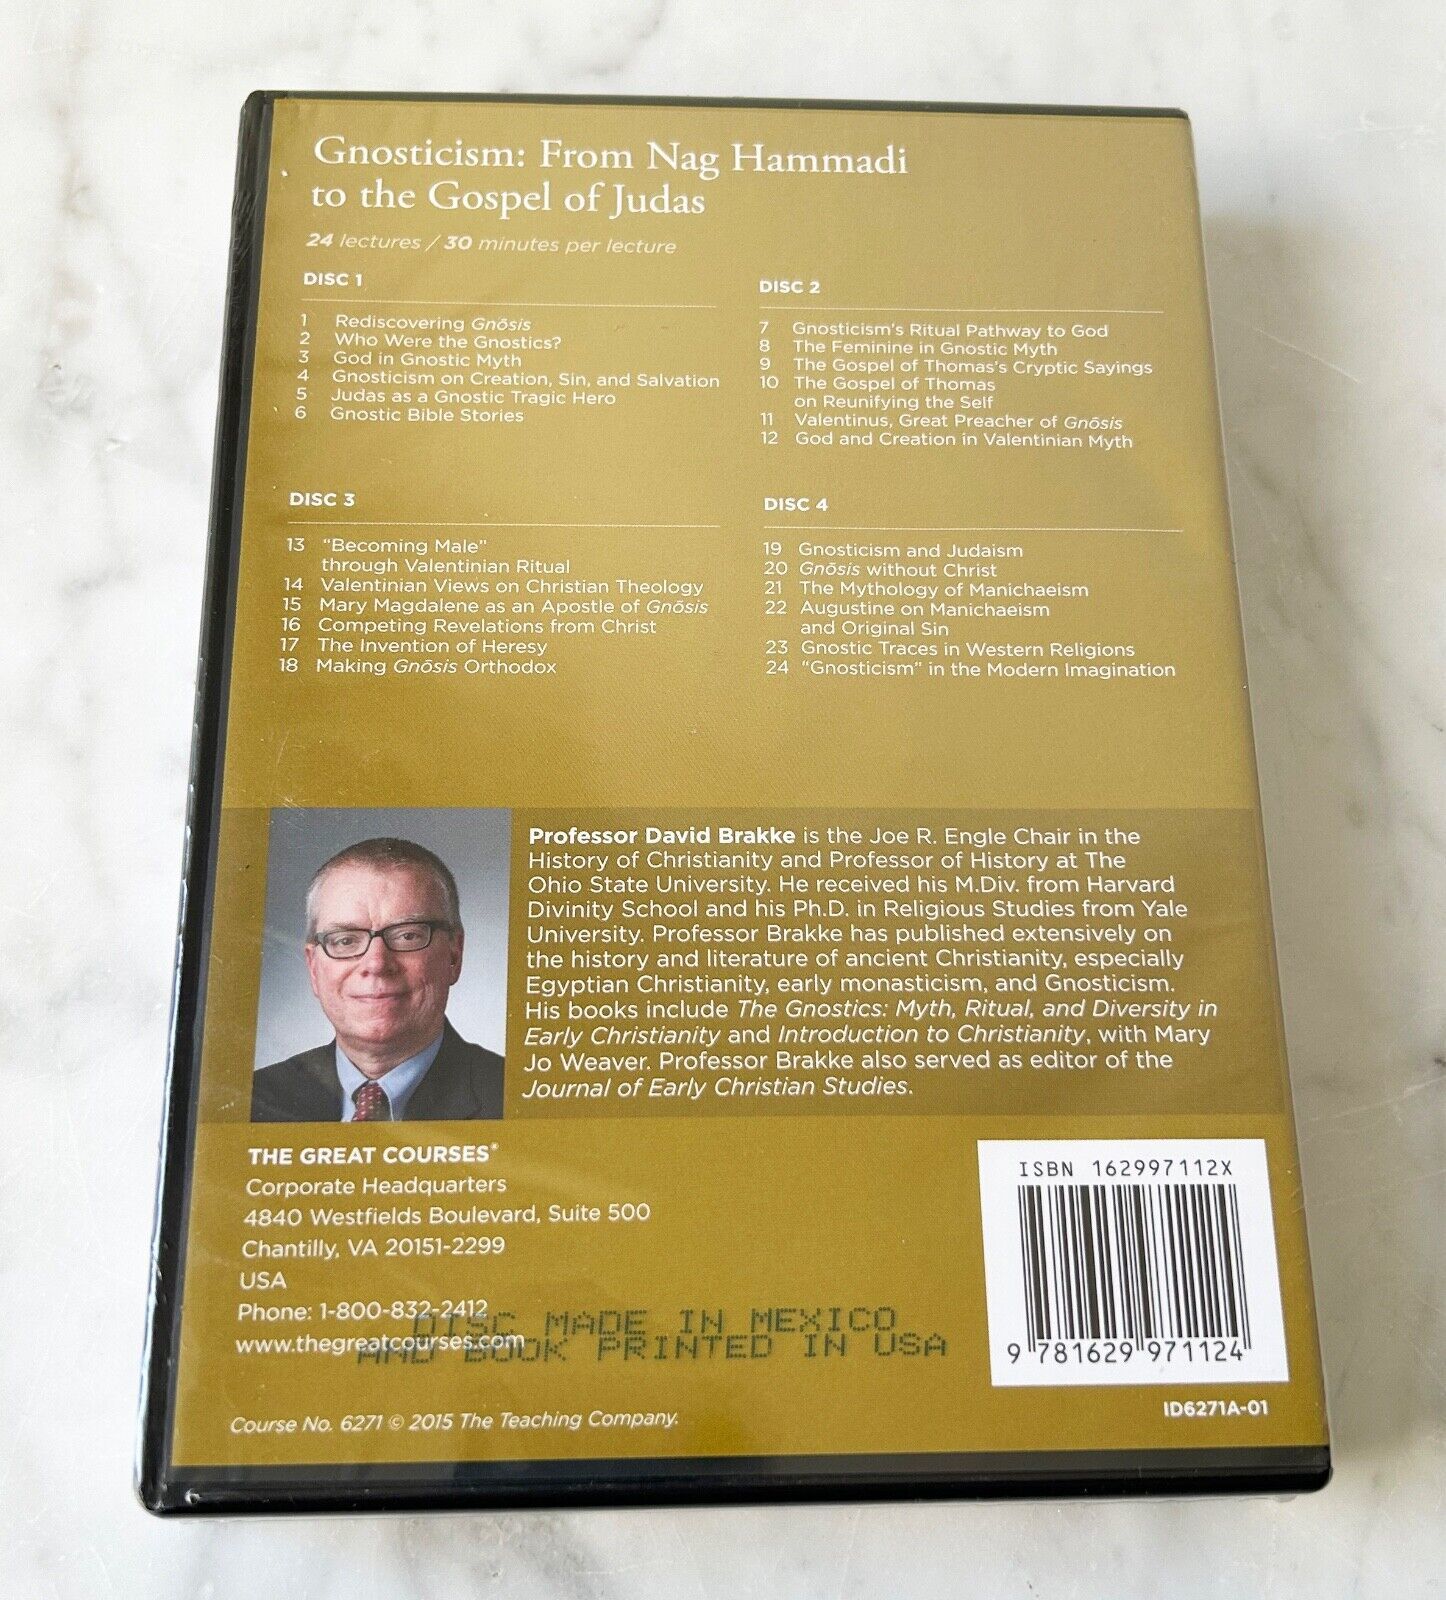 Gnosticism: From Nag Hammadi
to the Gospel of Judas
24 lectures / 30 minutes per lecture
DISC 1
1 Rediscovering Gnōsis
2 Who Were the Gnostics?
3 God in Gnostic Myth
4 Gnosticism on Creation, Sin, and Salvation
5 Judas as a Gnostic Tragic Hero
6 Gnostic Bible Stories
DISC 2
7 Gnosticism's Ritual Pathway to God
8 The Feminine in Gnostic Myth
9 The Gospel of Thomas's Cryptic Sayings
10 The Gospel of Thomas
on Reunifying the Self
11 Valentinus, Great Preacher of Gnōsis
12 God and Creation in Valentinian Myth
DISC 3
13 “Becoming Male”
through Valentinian Ritual
14 Valentinian Views on Christian Theology
15 Mary Magdalene as an Apostle of Gnōsis
16 Competing Revelations from Christ
17 The Invention of Heresy
18 Making Gnōsis Orthodox
DISC 4
19 Gnosticism and Judaism
20 Gnōsis without Christ
21 The Mythology of Manichaeism
22 Augustine on Manichaeism
and Original Sin
23 Gnostic Traces in Western Religions
24 “Gnosticism” in the Modern Imagination
Professor David Brakke is the Joe R. Engle Chair in the
History of Christianity and Professor of History at The
Ohio State University. He received his M.Div. from Harvard
Divinity School and his Ph.D. in Religious Studies from Yale
University. Professor Brakke has published extensively on
the history and literature of ancient Christianity, especially
Egyptian Christianity, early monasticism, and Gnosticism.
His books include The Gnostics: Myth, Ritual, and Diversity in
Early Christianity and Introduction to Christianity, with Mary
Jo Weaver. Professor Brakke also served as editor of the
Journal of Early Christian Studies.
THE GREAT COURSES®
Corporate Headquarters
4840 Westfields Boulevard, Suite 500
Chantilly, VA 20151-2299
USA
Phone: 1-800-832-2412
www.thegreatcourses.com
DISC MADE IN MEXICO
AND BOOK PRINTED IN USA
Course No. 6271 © 2015 The Teaching Company.
ISBN 162997112X
9 781629 971124
ID6271A-01